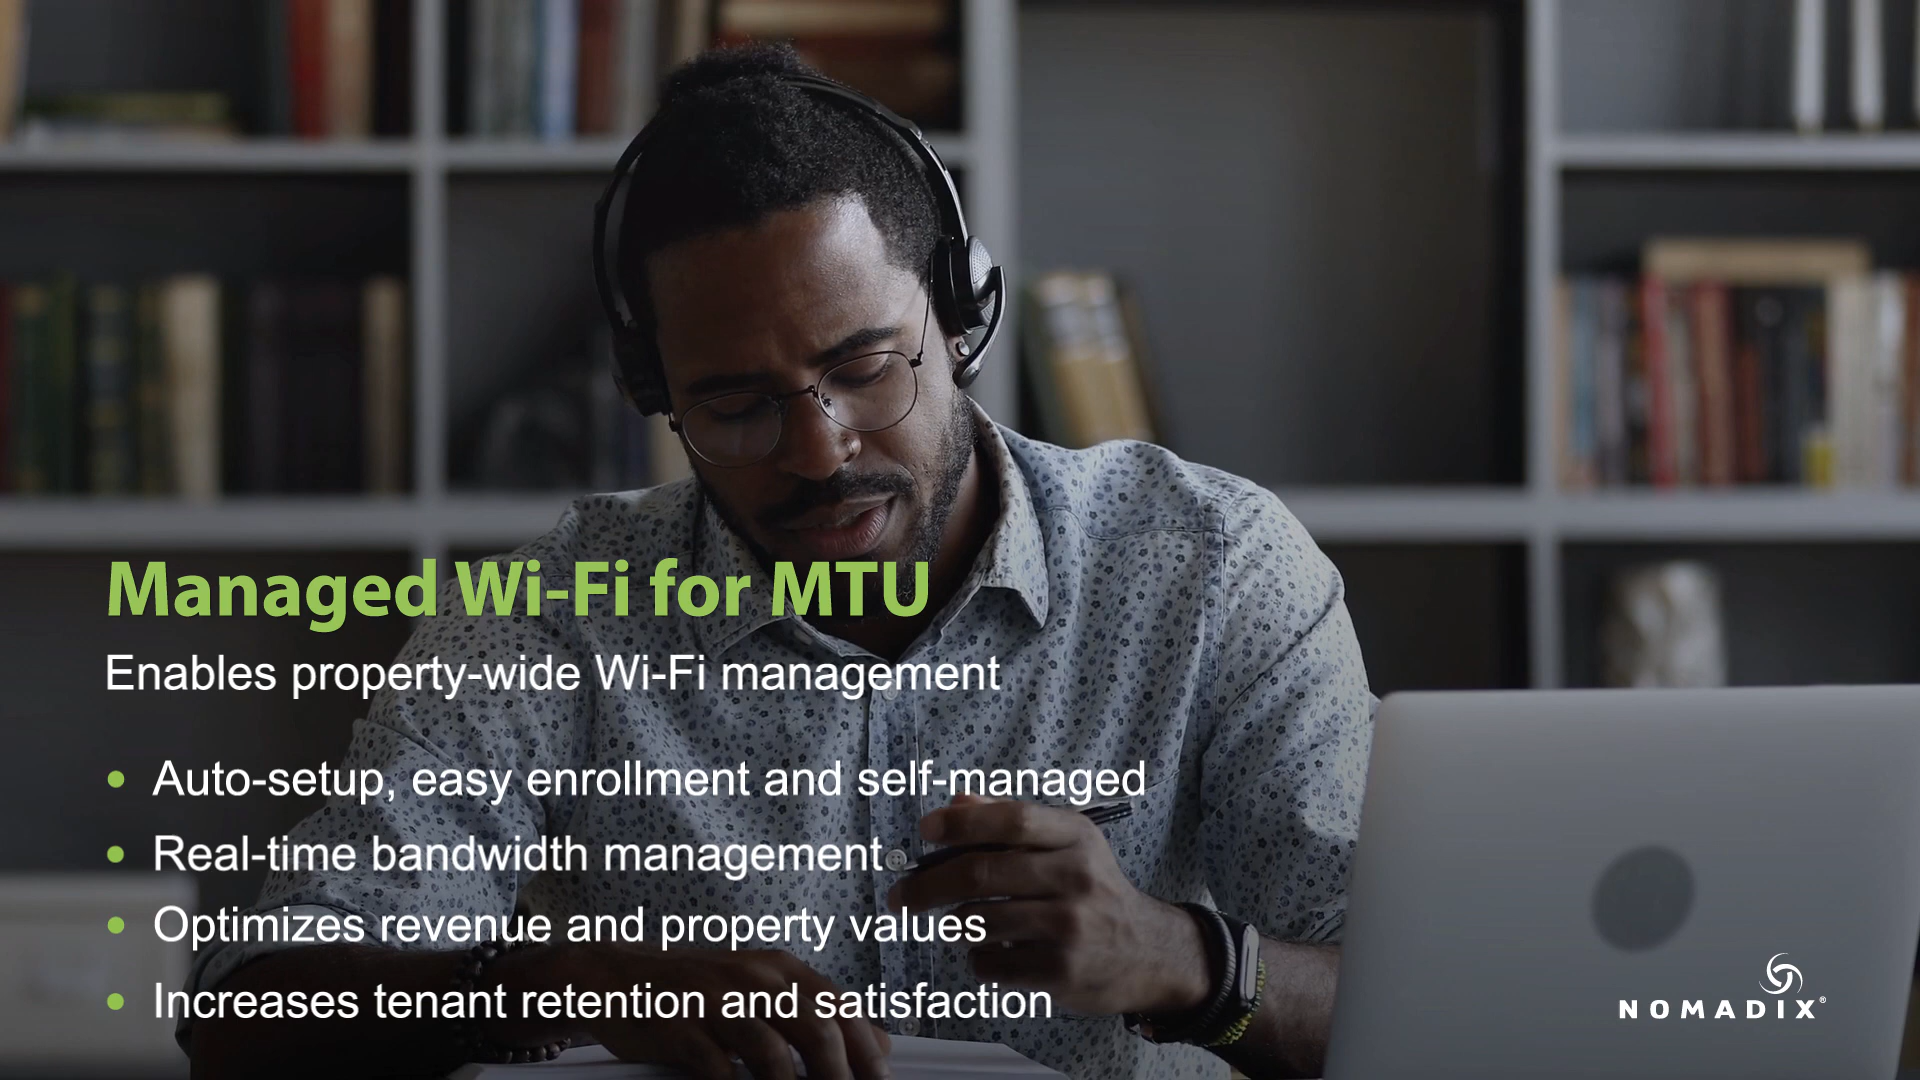 Managed Wi-Fi for MTU
Enables property-wide Wi-Fi management
• Auto-setup, easy enrollment and self-managed
• Real-time bandwidth management
• Optimizes revenue and property values
• Increases tenant retention and satisfaction
NOMADIX®